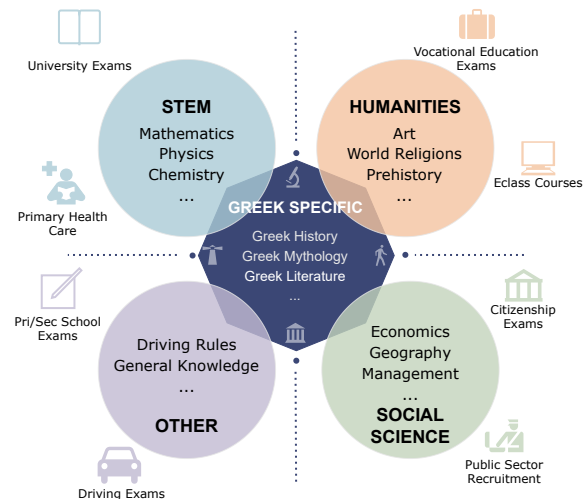 University Exams
Primary Health
Care
STEM
Mathematics
Physics
Chemistry
...
Vocational Education
Exams
Eclass Courses
HUMANITIES
Art
World Religions
Prehistory
...
GREEK SPECIFIC
Greek History
Greek Mythology
Greek Literature
...
Pri/Sec School
Exams
Driving Exams
Driving Rules
General Knowledge
...
OTHER
Citizenship
Exams
Public Sector
Recruitment
Economics
Geography
Management
...
SOCIAL
SCIENCE